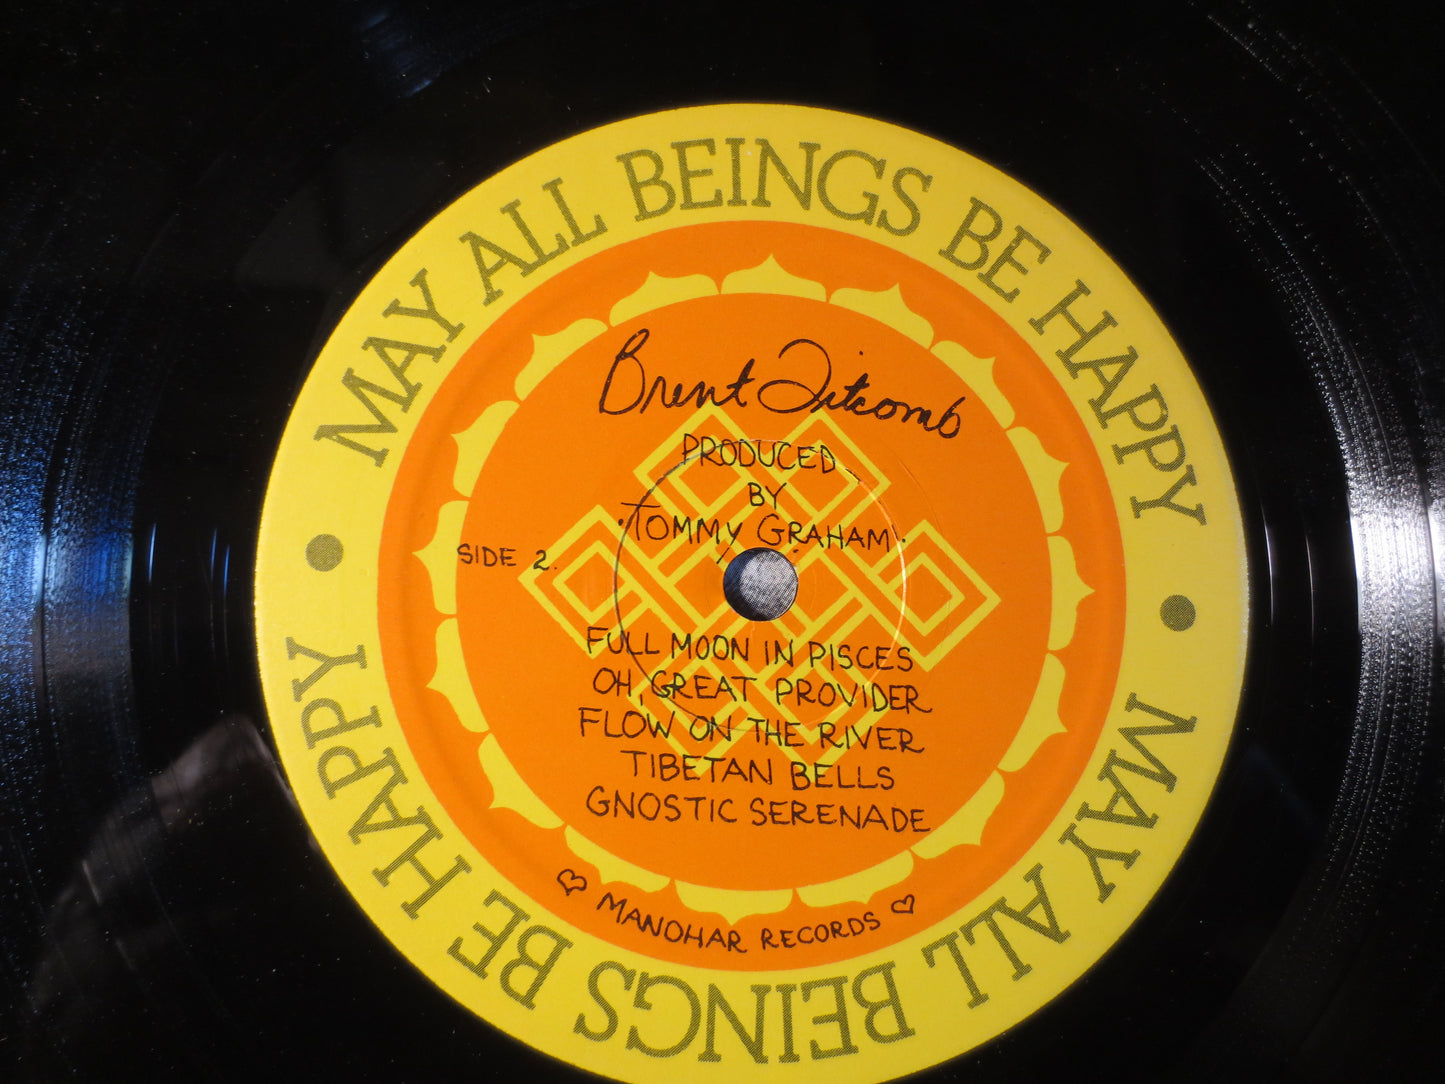 MAY ALL BEINGS BE HAPPY • MAY ALL BEINGS BE HAPPY •
Brent Titcomb
PRODUCED
BY
• TOMMY GRAHAM •
SIDE 2.
FULL MOON IN PISCES
OH, GREAT PROVIDER
FLOW ON THE RIVER
TIBETAN BELLS
GNOSTIC SERENADE
♡ MANOHAR RECORDS ♡